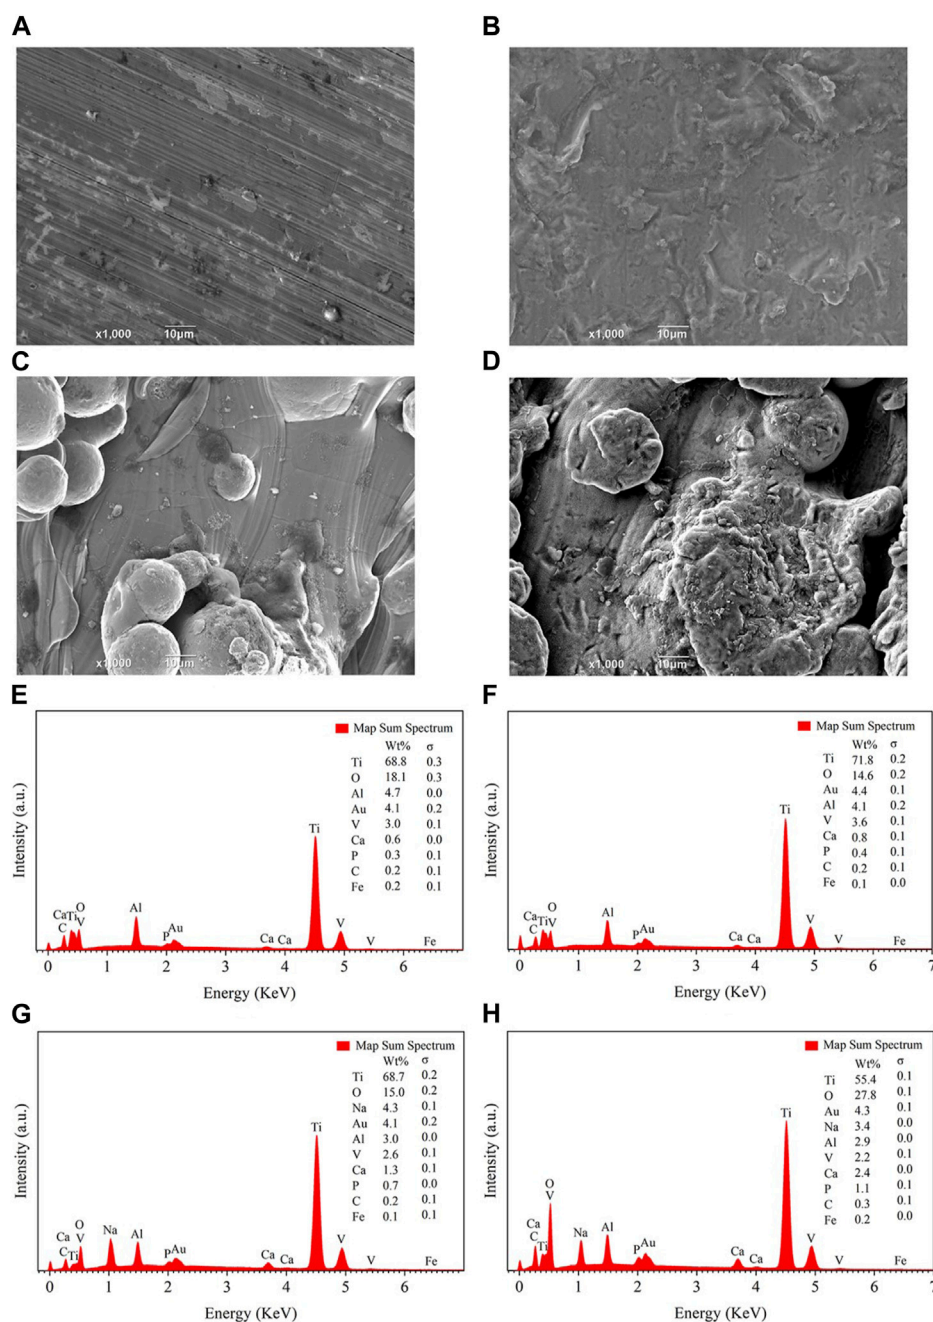 A
B
x1,000 10μm
x1,000 10μm
C
D
x1,000 10μm
x1,000 10μm
E
Map Sum Spectrum
Wt% σ
Ti 68.8 0.3
O 18.1 0.3
Al 4.7 0.0
Au 4.1 0.2
V 3.0 0.1
Ca 0.6 0.0
P 0.3 0.1
C 0.2 0.1
Fe 0.2 0.1
Intensity (a.u.)
Ti
O
Ca Ti V
C
Al
P Au
Ca Ca
V
V
Fe
0 1 2 3 4 5 6
Energy (KeV)
F
Map Sum Spectrum
Wt% σ
Ti 71.8 0.2
O 14.6 0.2
Au 4.4 0.1
Al 4.1 0.2
V 3.6 0.1
Ca 0.8 0.1
P 0.4 0.1
C 0.2 0.1
Fe 0.1 0.0
Intensity (a.u.)
Ti
O
Ca Ti V
C
Al
P Au
Ca Ca
V
V
Fe
0 1 2 3 4 5 6 7
Energy (KeV)
G
Map Sum Spectrum
Wt% σ
Ti 68.7 0.2
O 15.0 0.2
Na 4.3 0.1
Au 4.1 0.2
Al 3.0 0.0
V 2.6 0.1
Ca 1.3 0.1
P 0.7 0.0
C 0.2 0.1
Fe 0.1 0.1
Intensity (a.u.)
Ti
O
Ca V
C Ti
Na
Al
P Au
Ca Ca
V
V
Fe
0 1 2 3 4 5 6
Energy (KeV)
H
Map Sum Spectrum
Wt% σ
Ti 55.4 0.1
O 27.8 0.1
Au 4.3 0.1
Na 3.4 0.0
Al 2.9 0.0
V 2.2 0.1
Ca 2.4 0.0
P 1.1 0.1
C 0.3 0.1
Fe 0.2 0.0
Intensity (a.u.)
Ti
O
V
Ca
C Ti
Na
Al
P Au
Ca Ca
V
V
Fe
0 1 2 3 4 5 6 7
Energy (KeV)